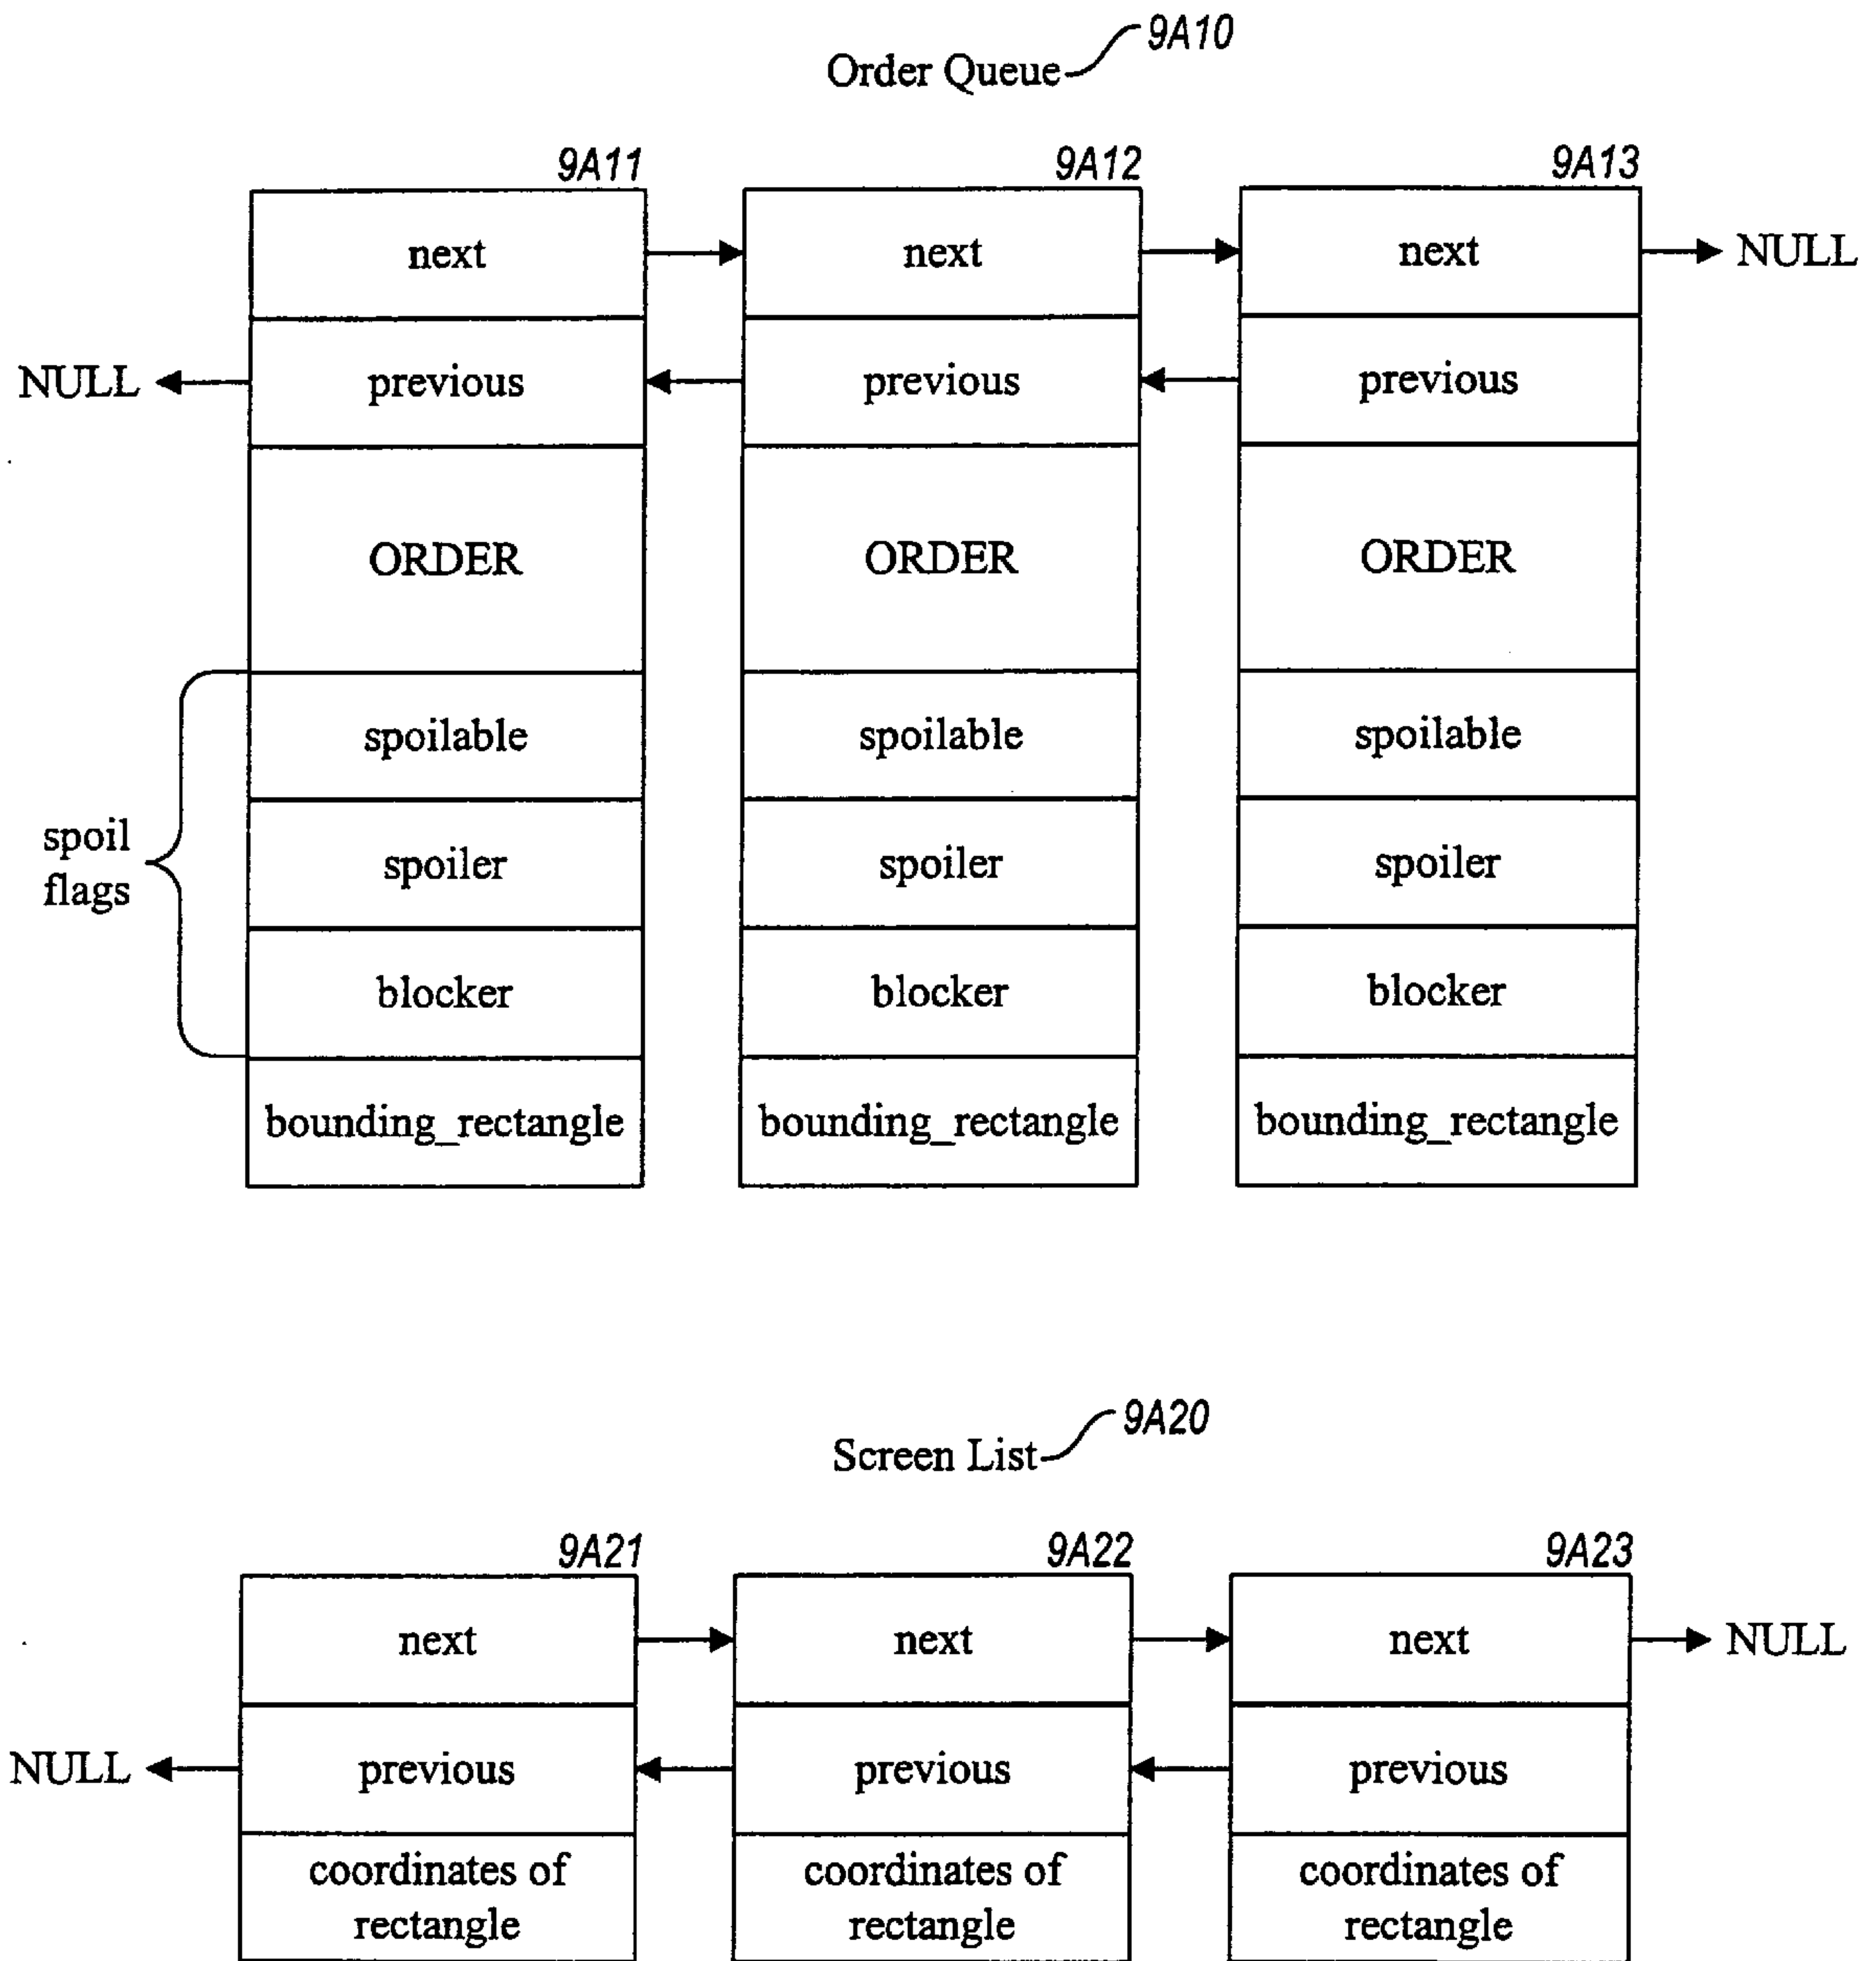 9A10
Order Queue
9A11 9A12 9A13
next next next NULL
NULL previous previous previous
ORDER ORDER ORDER
spoilable spoilable spoilable
spoil
flags
spoiler spoiler spoiler
blocker blocker blocker
bounding_rectangle bounding_rectangle bounding_rectangle
9A20
Screen List
9A21 9A22 9A23
next next next NULL
NULL previous previous previous
coordinates of coordinates of coordinates of
rectangle rectangle rectangle